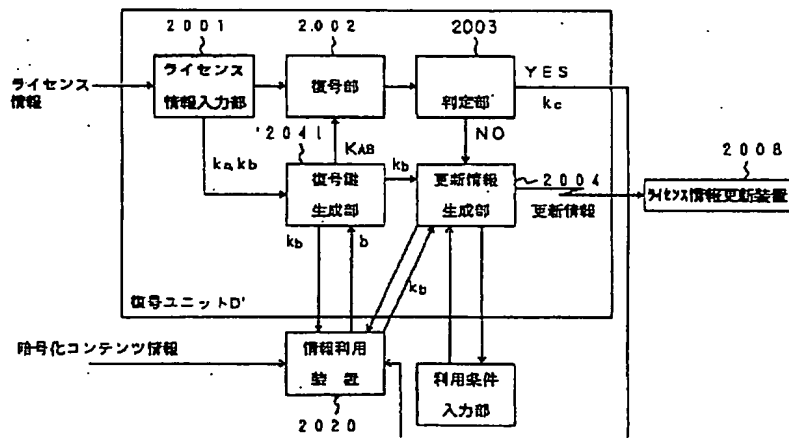 2001
2.002
2003
ライセンス
情報
ライセンス
情報入力部
復号部
判定部
YES
kc
'2041
KAB
NO
2008
ka,kb
復号鍵
生成部
kb
更新情報
生成部
2004
更新情報
ライセンス情報更新装置
kb
b
kb
復号ユニットD'
暗号化コンテンツ情報
情報利用
装置
利用条件
入力部
2020